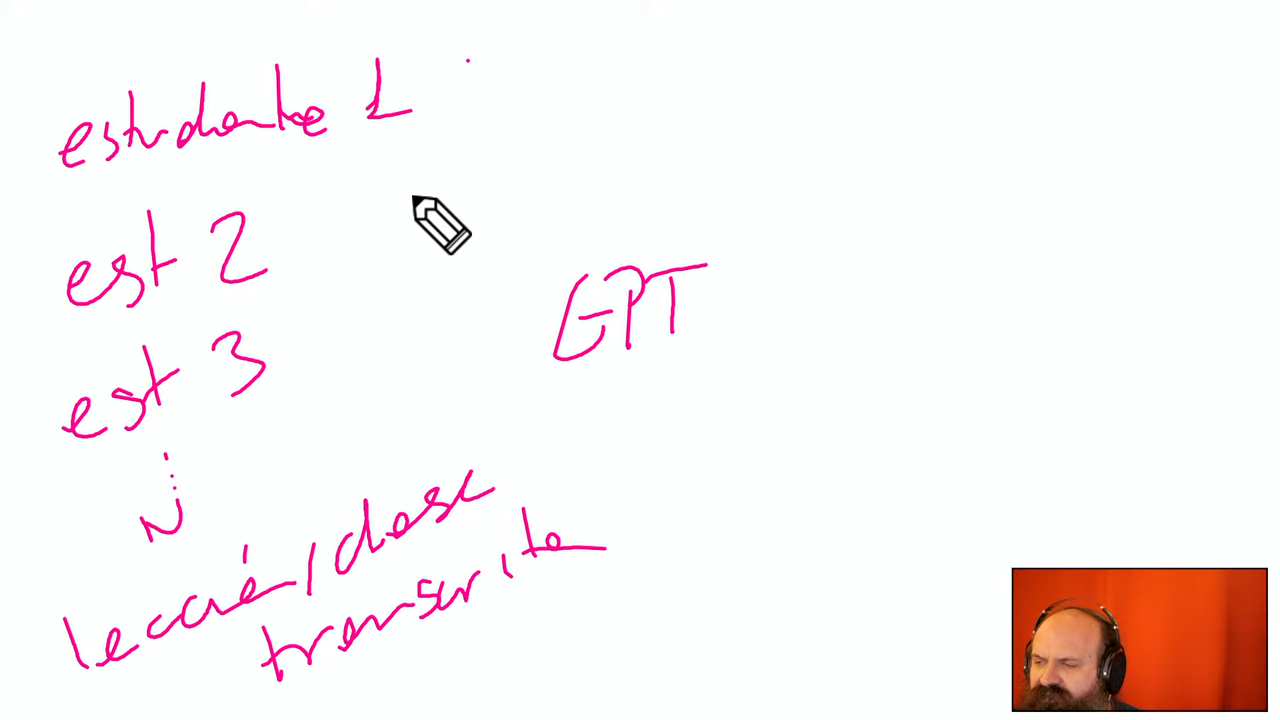 estudiante 1
est 2
est 3
N
GPT
lección/clase
transcrita